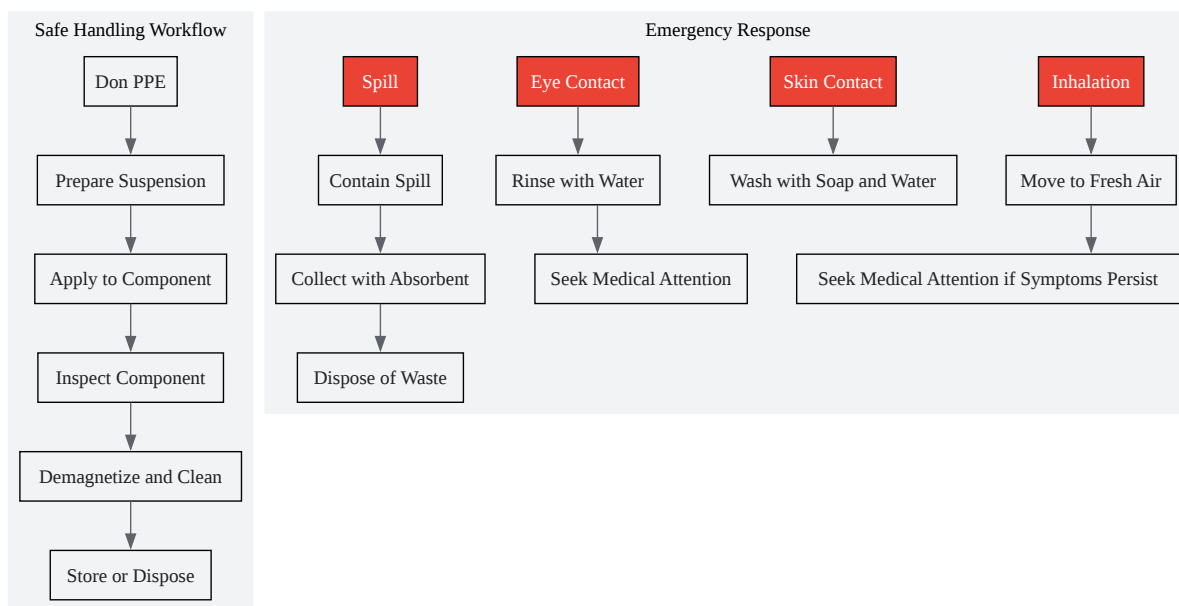 Safe Handling Workflow
Don PPE
Prepare Suspension
Apply to Component
Inspect Component
Demagnetize and Clean
Store or Dispose
Emergency Response
Spill
Contain Spill
Collect with Absorbent
Dispose of Waste
Eye Contact
Rinse with Water
Seek Medical Attention
Skin Contact
Wash with Soap and Water
Inhalation
Move to Fresh Air
Seek Medical Attention if Symptoms Persist